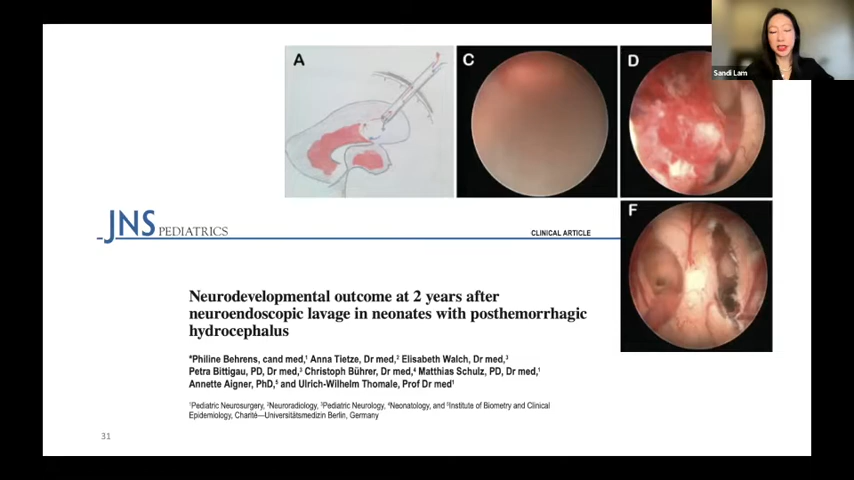 A
C
D
Sandi Lam
F
JNS PEDIATRICS
CLINICAL ARTICLE
Neurodevelopmental outcome at 2 years after
neuroendoscopic lavage in neonates with posthemorrhagic
hydrocephalus
*Philine Behrens, cand med,¹ Anna Tietze, Dr med,² Elisabeth Walch, Dr med,³
Petra Bittigau, PD, Dr med,³ Christoph Bührer, Dr med,⁴ Matthias Schulz, PD, Dr med,¹
Annette Aigner, PhD,⁵ and Ulrich-Wilhelm Thomale, Prof Dr med¹
¹Pediatric Neurosurgery, ²Neuroradiology, ³Pediatric Neurology, ⁴Neonatology, and ⁵Institute of Biometry and Clinical
Epidemiology, Charité—Universitätsmedizin Berlin, Germany
31